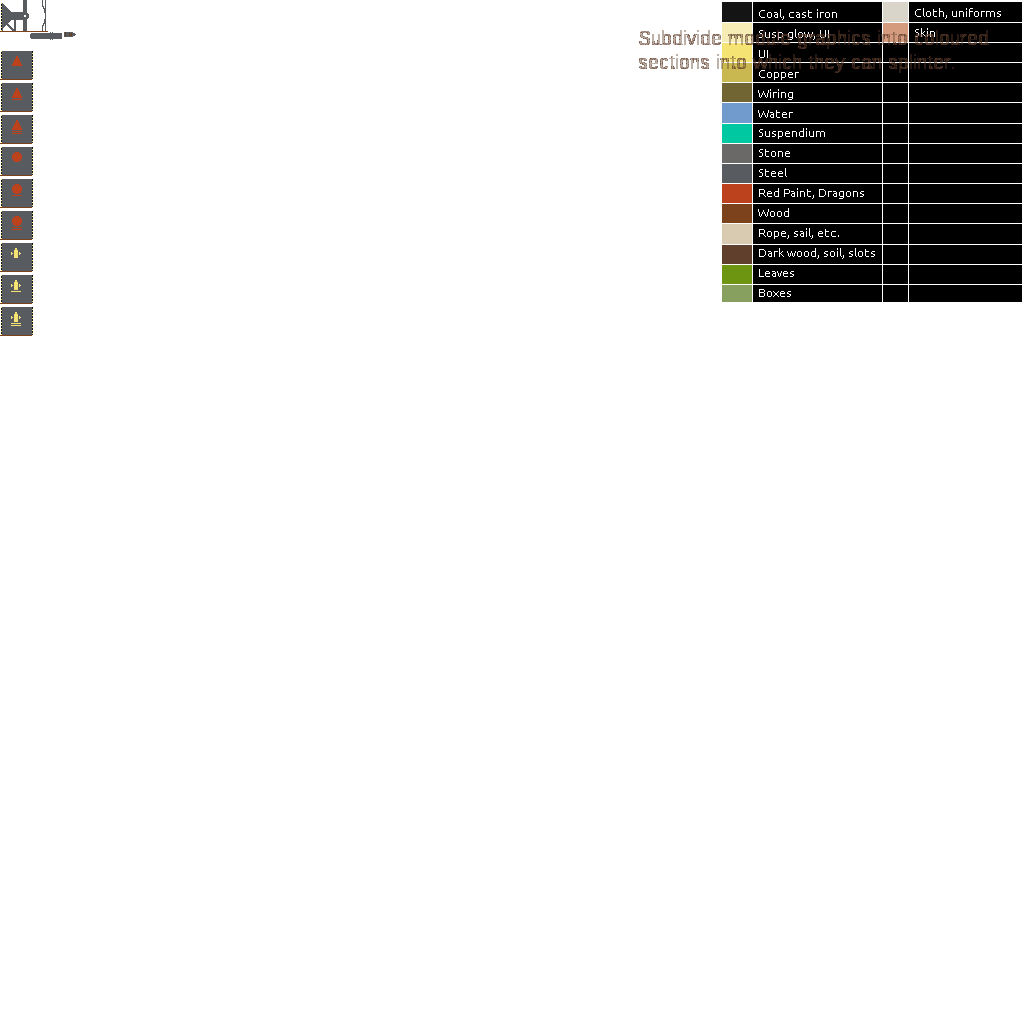 Coal, cast iron
Cloth, uniforms
Susp glow, UI
Skin
Subdivide module graphics into coloured
sections into which they can splinter.
UI
Copper
Wiring
Water
Suspendium
Stone
Steel
Red Paint, Dragons
Wood
Rope, sail, etc.
Dark wood, soil, slots
Leaves
Boxes